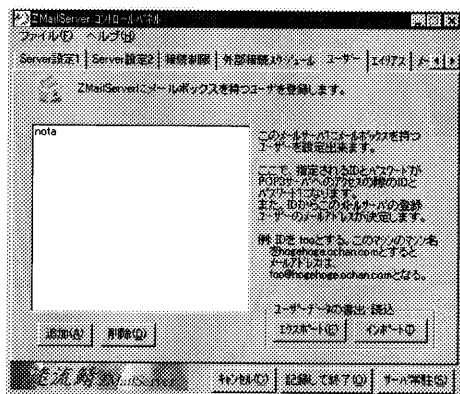 ZMailServer コントロールパネル
ファイル(F) ヘルプ(H)
Server設定1 Server設定2 接続制限 外部接続スケジュール ユーザー エイリアス メー
ZMailServerにメールボックスを持つユーザを登録します。
nota
このメールサーバにメールボックスを持つ
ユーザーを設定出来ます。
ここで、指定されるIDとパスワードが
POP3サーバへのアクセスの際のIDと
パスワードになります。
また、IDからこのメールサーバの登録
ユーザーのメールアドレスが決定します。
例 IDを fooとする。このマシンのマシン名
をhogehoge.ochan.comとすると
メールアドレスは
foo@hogehoge.ochan.comとなる。
ユーザーデータの書出 読込
エクスポート(E) インポート(I)
追加(A) 削除(D)
ZMailServer キャンセル(C) 記録して終了(O) サーバ再起動(S)